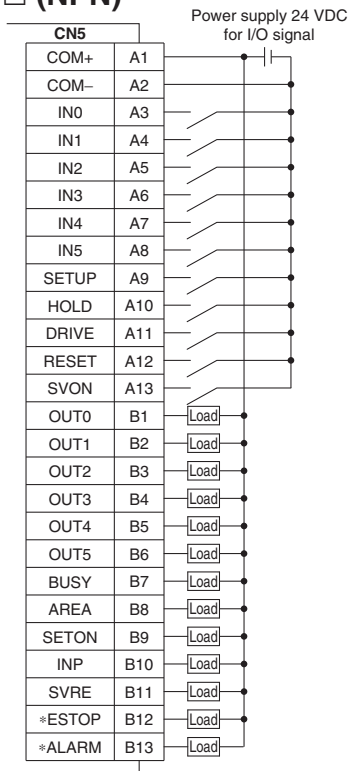 □ (NPN)
Power supply 24 VDC
for I/O signal
CN5
COM+ A1
COM− A2
IN0 A3
IN1 A4
IN2 A5
IN3 A6
IN4 A7
IN5 A8
SETUP A9
HOLD A10
DRIVE A11
RESET A12
SVON A13
OUT0 B1 Load
OUT1 B2 Load
OUT2 B3 Load
OUT3 B4 Load
OUT4 B5 Load
OUT5 B6 Load
BUSY B7 Load
AREA B8 Load
SETON B9 Load
INP B10 Load
SVRE B11 Load
∗ESTOP B12 Load
∗ALARM B13 Load